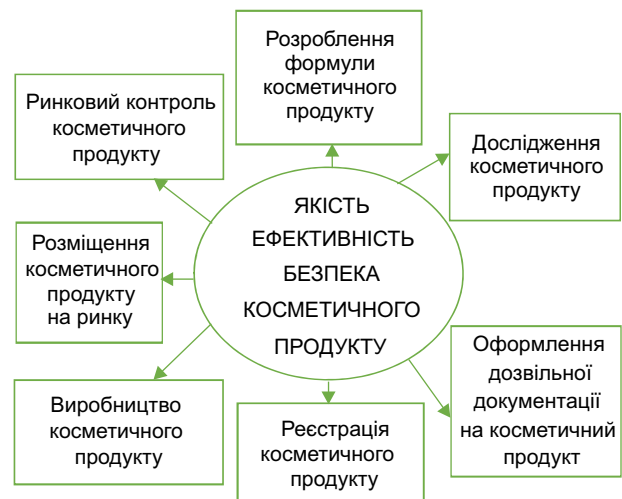 Розроблення
формули
косметичного
продукту
Ринковий контроль
косметичного
продукту
Дослідження
косметичного
продукту
ЯКІСТЬ
ЕФЕКТИВНІСТЬ
БЕЗПЕКА
КОСМЕТИЧНОГО
ПРОДУКТУ
Розміщення
косметичного
продукту
на ринку
Оформлення
дозвільної
документації
на косметичний
продукт
Виробництво
косметичного
продукту
Реєстрація
косметичного
продукту